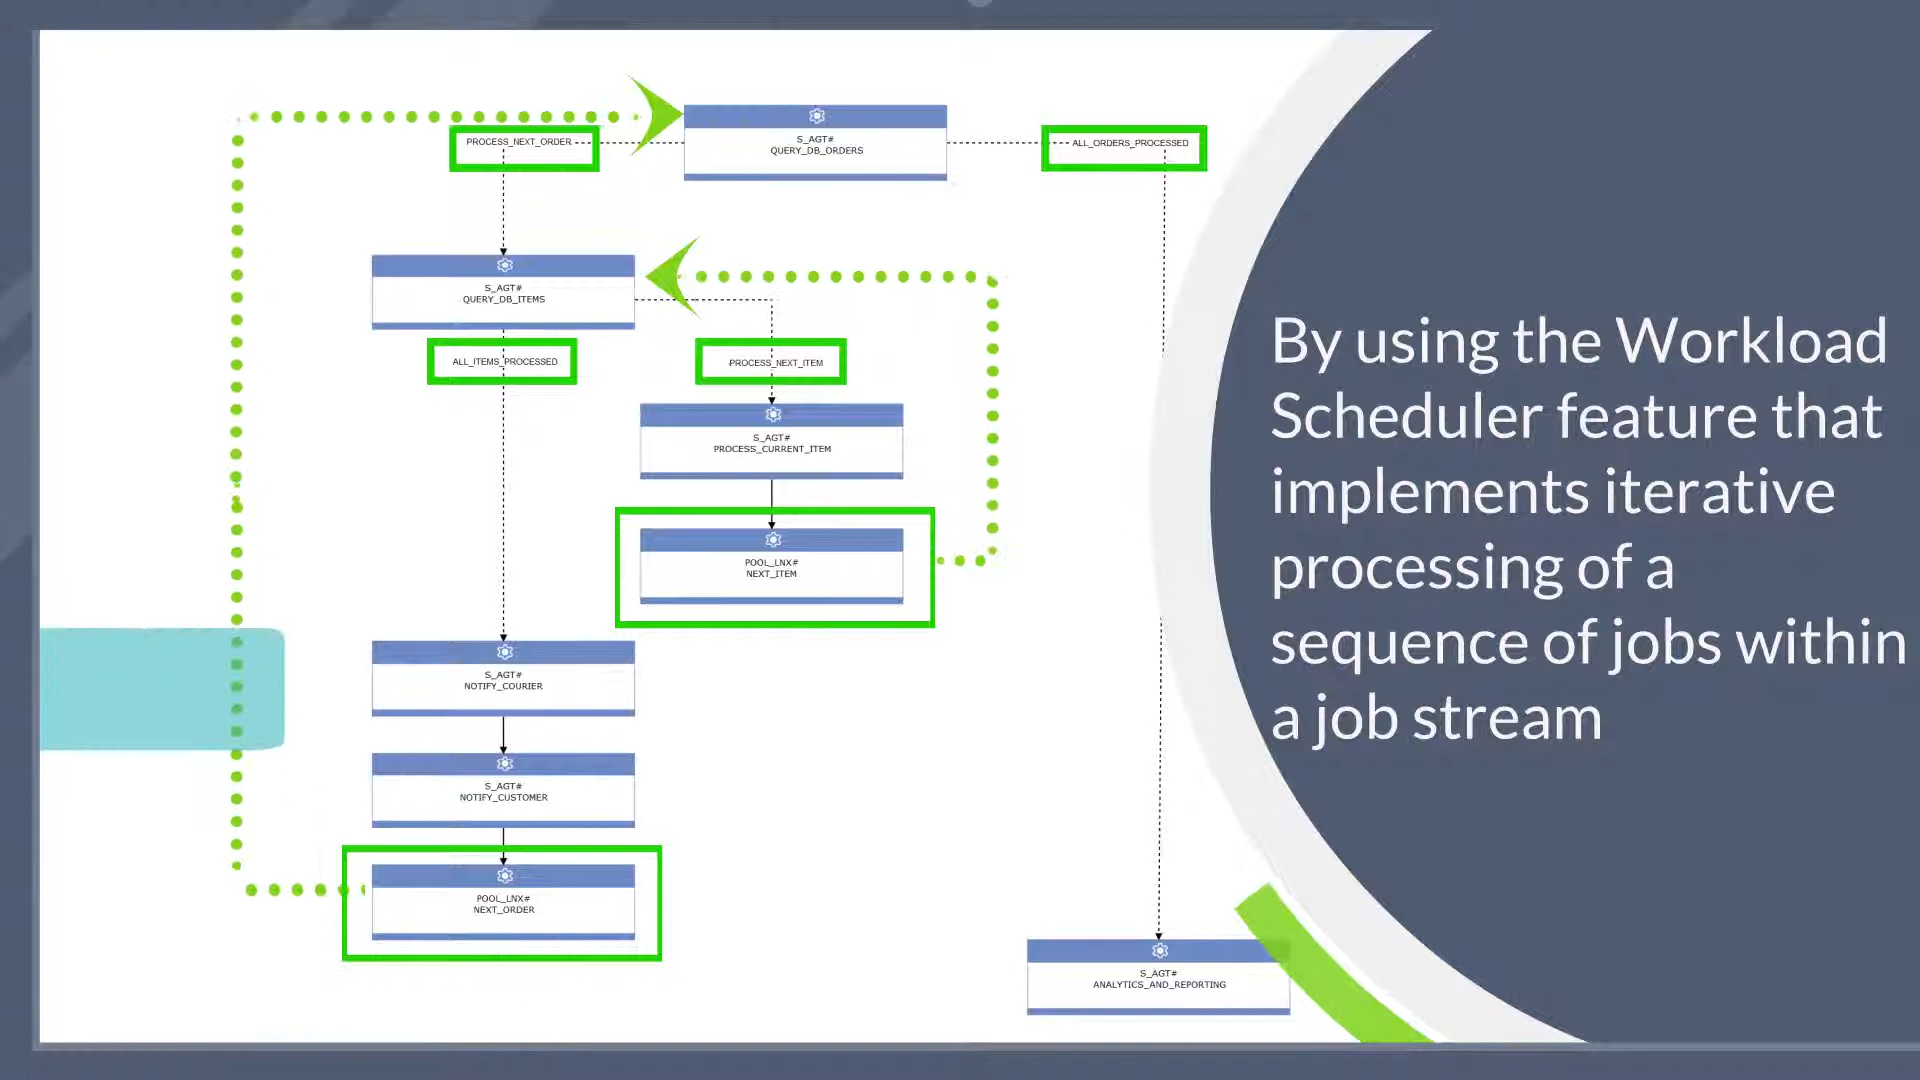 PROCESS_NEXT_ORDER
S_AGT#
QUERY_DB_ORDERS
ALL_ORDERS_PROCESSED
S_AGT#
QUERY_DB_ITEMS
ALL_ITEMS_PROCESSED
PROCESS_NEXT_ITEM
S_AGT#
PROCESS_CURRENT_ITEM
POOL_LNX#
NEXT_ITEM
S_AGT#
NOTIFY_COURIER
S_AGT#
NOTIFY_CUSTOMER
POOL_LNX#
NEXT_ORDER
S_AGT#
ANALYTICS_AND_REPORTING
By using the Workload
Scheduler feature that
implements iterative
processing of a
sequence of jobs within
a job stream